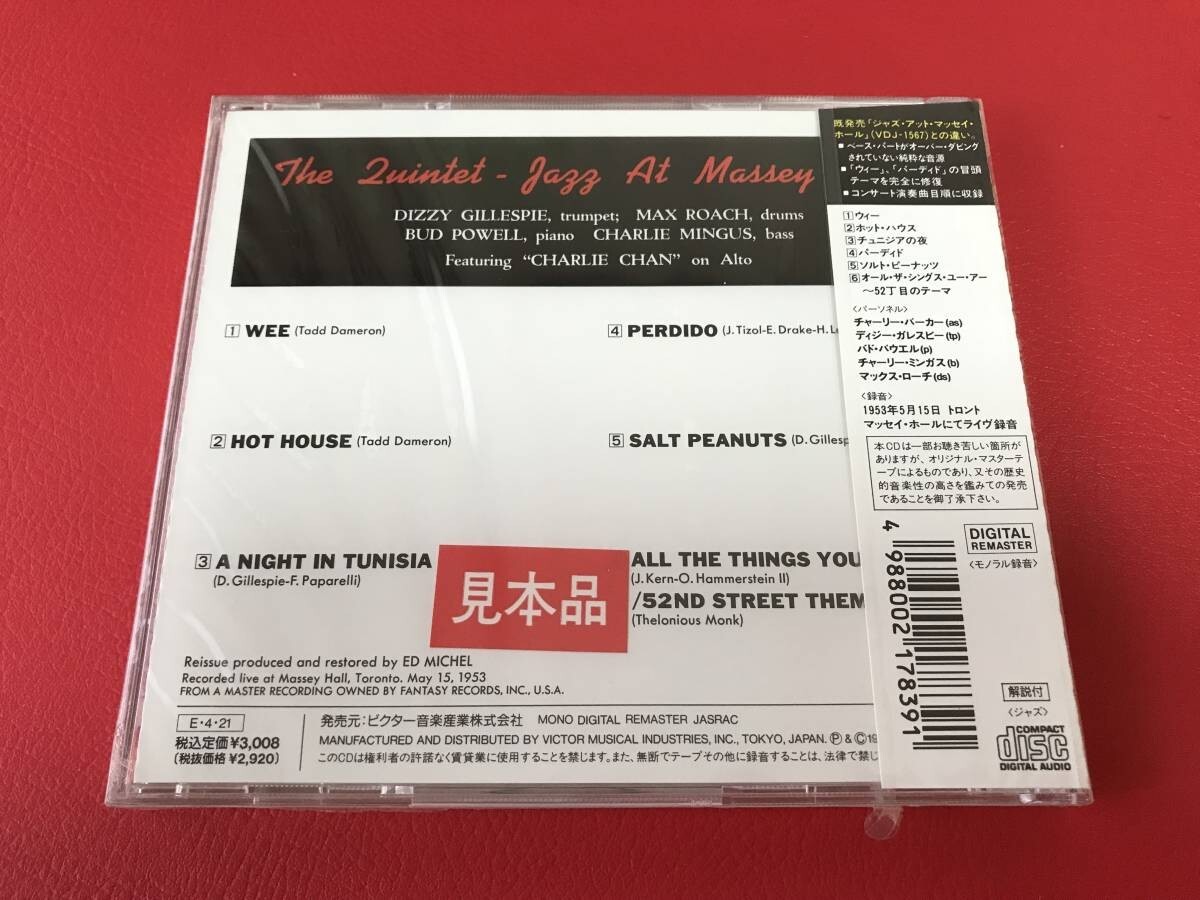 The Quintet - Jazz At Massey
DIZZY GILLESPIE, trumpet; MAX ROACH, drums
BUD POWELL, piano CHARLIE MINGUS, bass
Featuring "CHARLIE CHAN" on Alto
1 WEE (Tadd Dameron)
2 HOT HOUSE (Tadd Dameron)
3 A NIGHT IN TUNISIA
(D. Gillespie-F. Paparelli)
4 PERDIDO (J. Tizol-E. Drake-H.
5 SALT PEANUTS
ALL THE THINGS YOU
(J. Kern-O. Hammerstein II)
/52ND STREET
(Thelonious Monk)
見本品
Reissue produced and restored by ED MICHEL
Recorded live at Massey Hall, Toronto. May 15, 1953
FROM A MASTER RECORDING OWNED BY FANTASY RECORDS, INC., U.S.A.
E・4・21
税込定価¥3,008
(税抜価格¥2,920)
発売元:ビクター音楽産業株式会社 MONO DIGITAL REMASTER JASRAC
MANUFACTURED AND DISTRIBUTED BY VICTOR MUSICAL INDUSTRIES, INC., TOKYO, JAPAN. Ⓟ & Ⓒ
このCDは権利者の許諾なく賃貸業に使用することを禁じます。また、無断でテープその他に録音することは、法律で禁じ
既発売「ジャズ・アット・マッセイ・
ホール」(VDJ-1567)との違い。
■ベース・パートがオーバー・ダビング
されていない純粋な音源
■「ウィー」、「パーディド」の冒頭
テーマを完全に修復
■コンサート演奏曲目順に収録
1ウィー
2ホット・ハウス
3チュニジアの夜
4パーディド
5ソルト・ピーナッツ
6オール・ザ・シングス・ユー・アー
〜52丁目のテーマ
〈パーソネル〉
チャーリー・パーカー(as)
ディジー・ガレスピー(tp)
バド・パウエル(p)
チャーリー・ミンガス(b)
マックス・ローチ(ds)
〈録音〉
1953年5月15日 トロント
マッセイ・ホールにてライヴ録音
本CDは一部お聴き苦しい箇所が
ありますが、オリジナル・マスターテ
ープによるものであり、又その歴史
的音楽性の高さを鑑みての発売
であることを御了承下さい。
4 988002 178391
DIGITAL
REMASTER
〈モノラル録音〉
解説付
〈ジャズ〉
COMPACT
disc
DIGITAL AUDIO